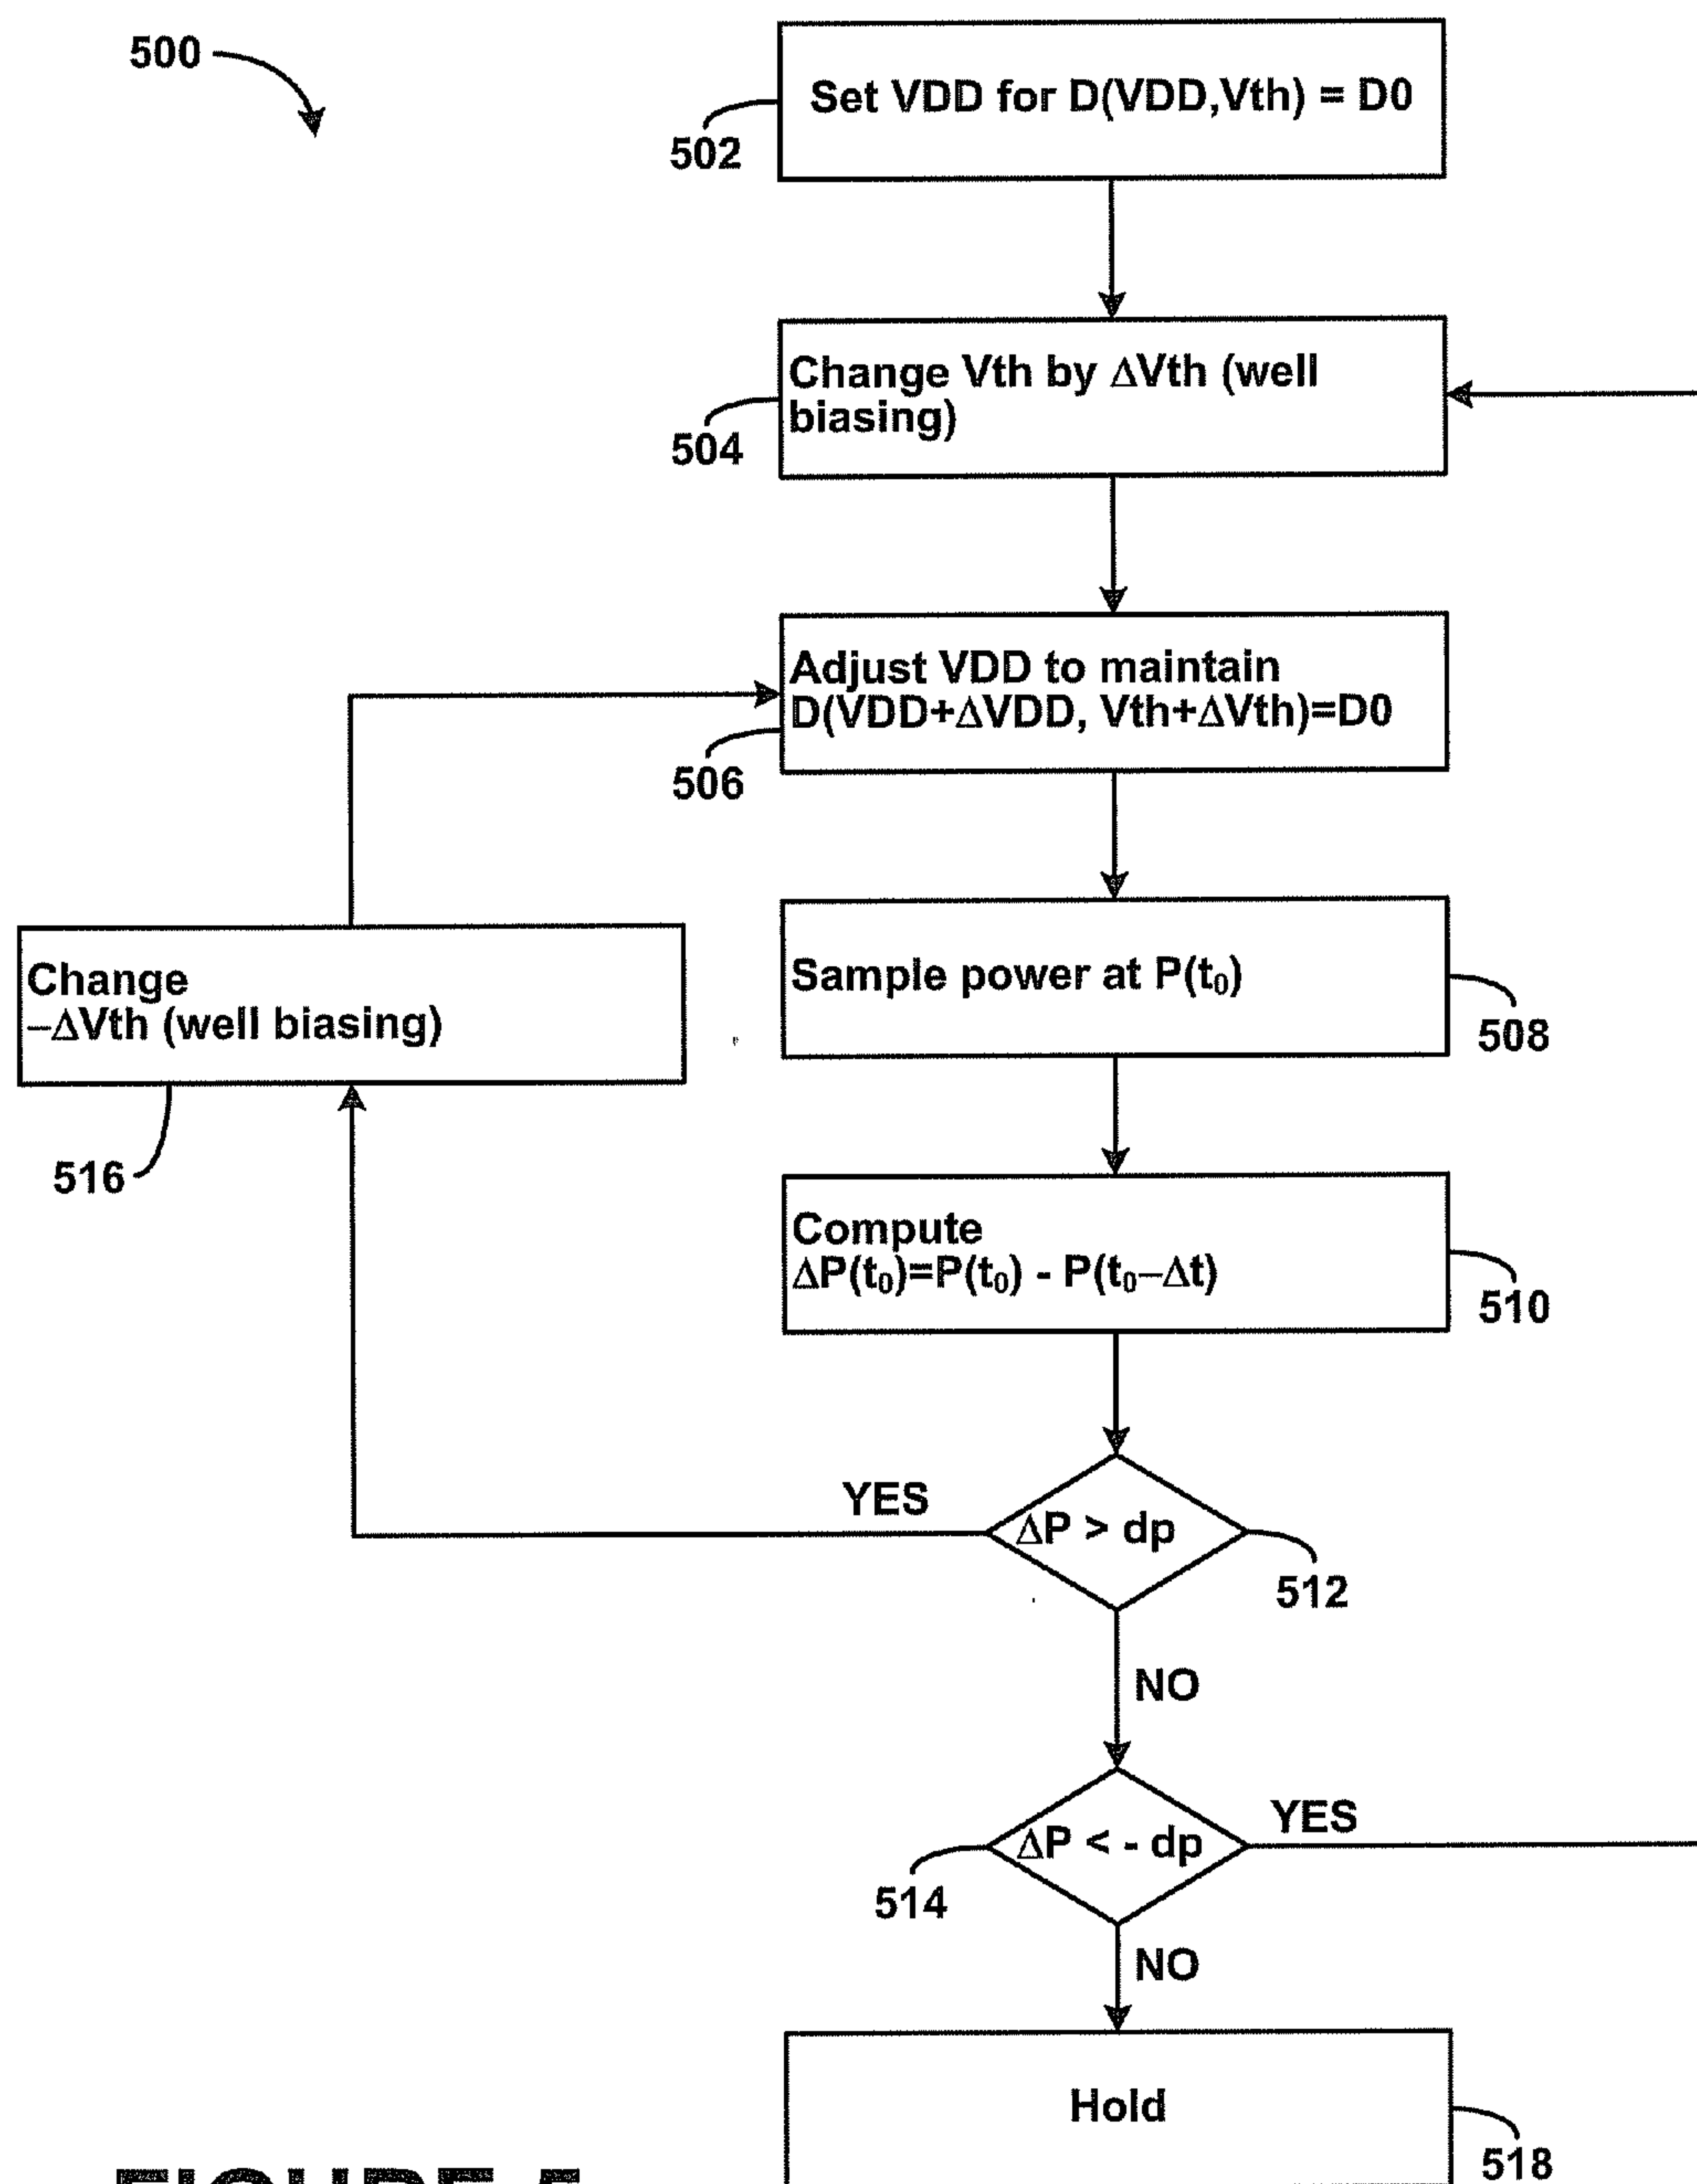 500
Set VDD for D(VDD,Vth) = D0
502
Change Vth by ΔVth (well
biasing)
504
Adjust VDD to maintain
D(VDD+ΔVDD, Vth+ΔVth)=D0
506
Change
–ΔVth (well biasing)
516
Sample power at P(t₀)
508
Compute
ΔP(t₀)=P(t₀) - P(t₀–Δt)
510
YES
ΔP > dp
512
NO
ΔP < - dp
YES
514
NO
Hold
518